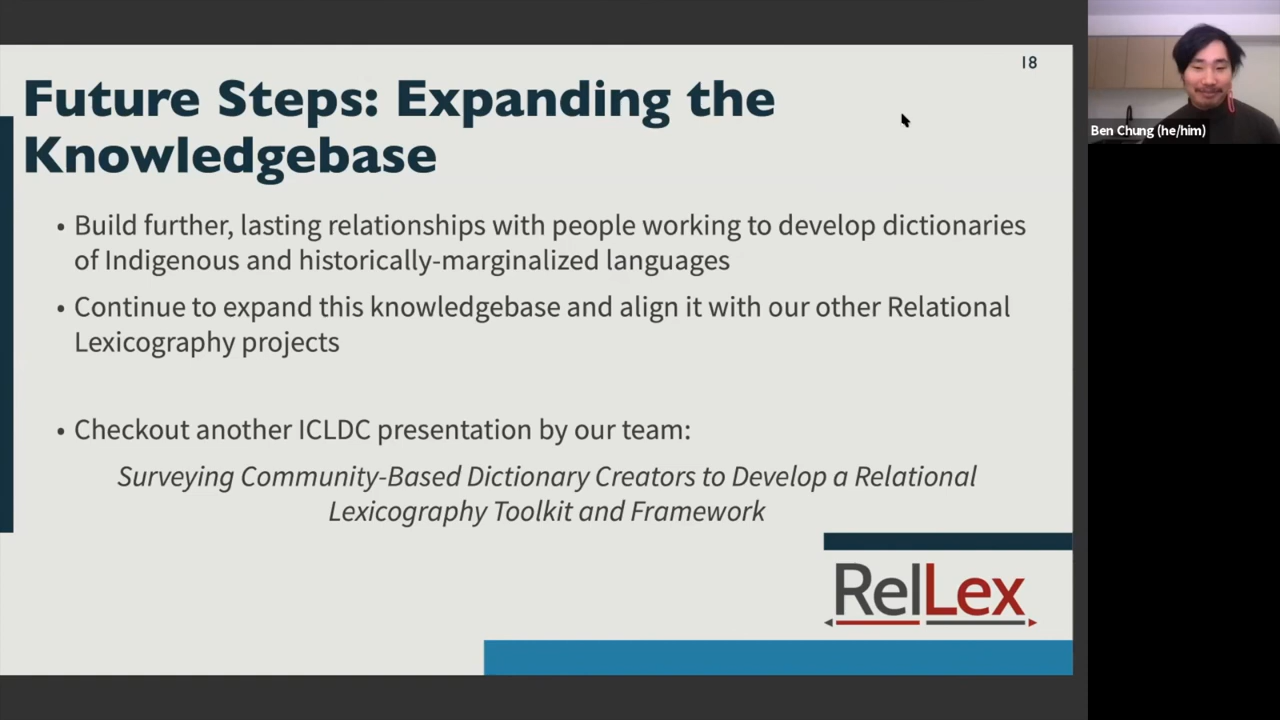 18
Future Steps: Expanding the
Knowledgebase
• Build further, lasting relationships with people working to develop dictionaries
of Indigenous and historically-marginalized languages
• Continue to expand this knowledgebase and align it with our other Relational
Lexicography projects
• Checkout another ICLDC presentation by our team:
Surveying Community-Based Dictionary Creators to Develop a Relational
Lexicography Toolkit and Framework
RelLex
Ben Chung (he/him)